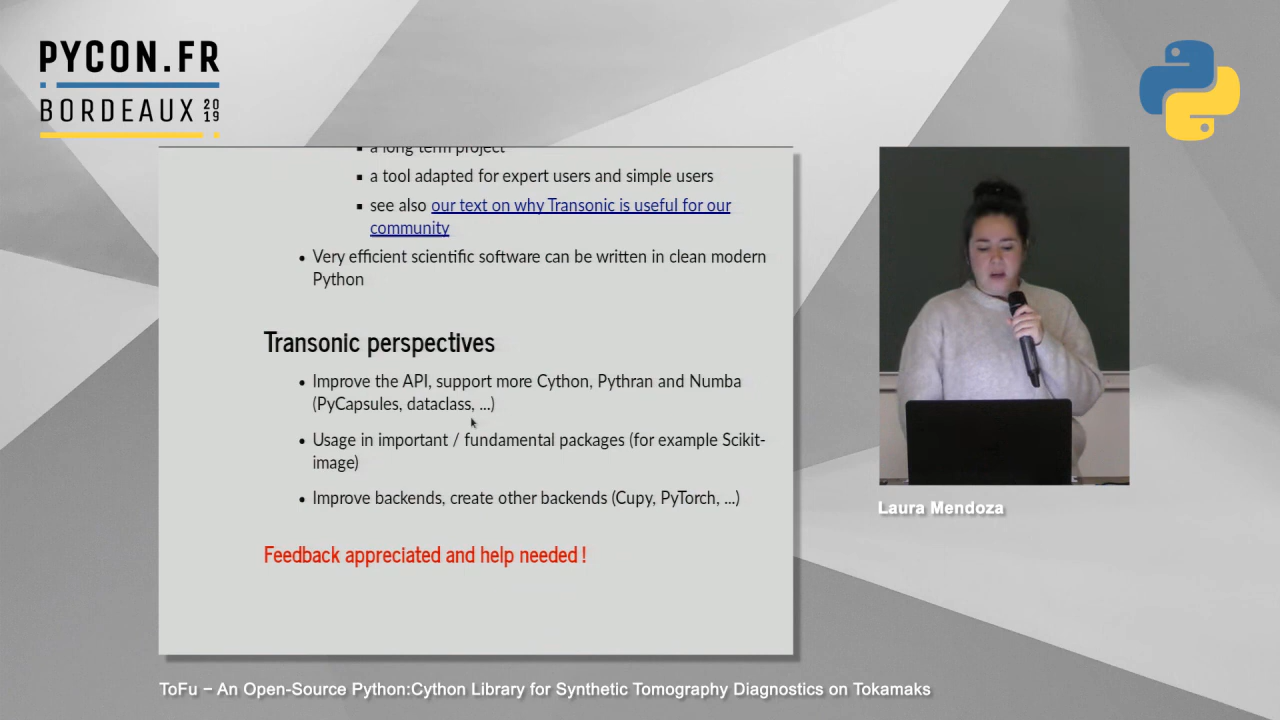 PYCON.FR
BORDEAUX 2019
a long term project
a tool adapted for expert users and simple users
see also our text on why Transonic is useful for our
community
Very efficient scientific software can be written in clean modern
Python
Transonic perspectives
Improve the API, support more Cython, Pythran and Numba
(PyCapsules, dataclass, ...)
Usage in important / fundamental packages (for example Scikit-
image)
Improve backends, create other backends (Cupy, PyTorch, ...)
Feedback appreciated and help needed !
Laura Mendoza
ToFu – An Open-Source Python:Cython Library for Synthetic Tomography Diagnostics on Tokamaks